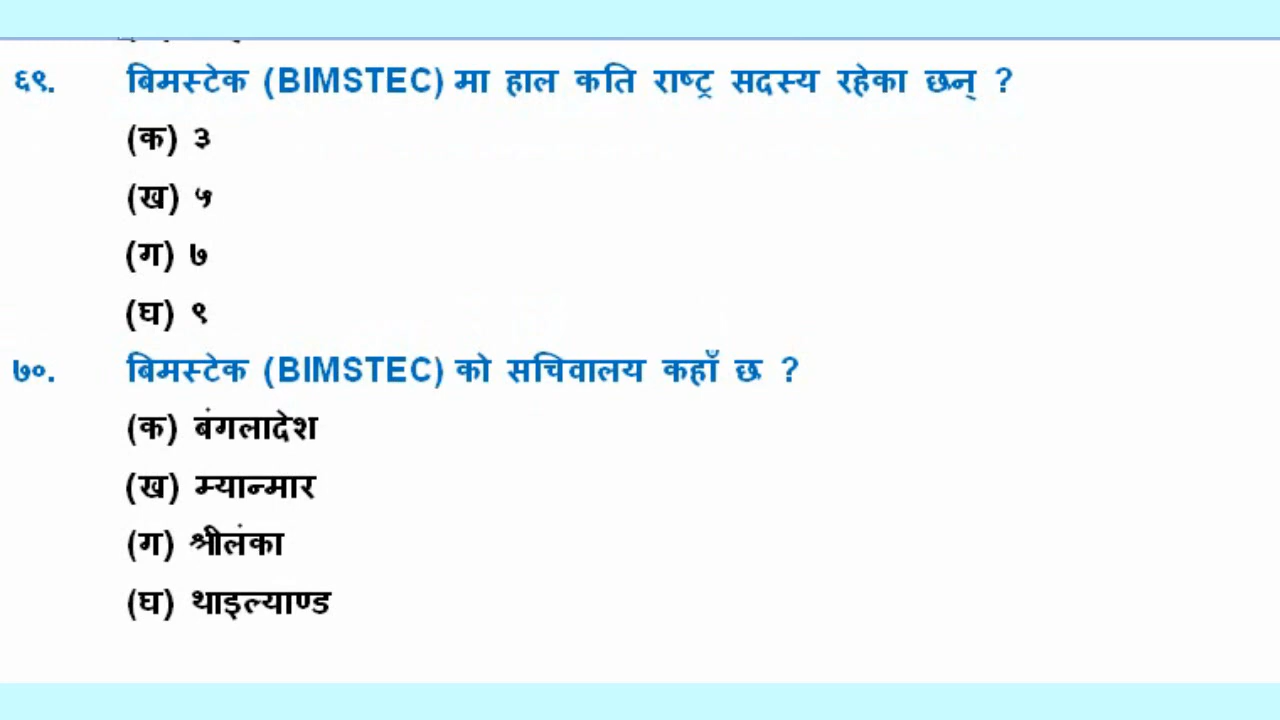 ६९. बिमस्टेक (BIMSTEC) मा हाल कति राष्ट्र सदस्य रहेका छन् ?
(क) ३
(ख) ५
(ग) ७
(घ) ९
७०. बिमस्टेक (BIMSTEC) को सचिवालय कहाँ छ ?
(क) बंगलादेश
(ख) म्यान्मार
(ग) श्रीलंका
(घ) थाइल्याण्ड